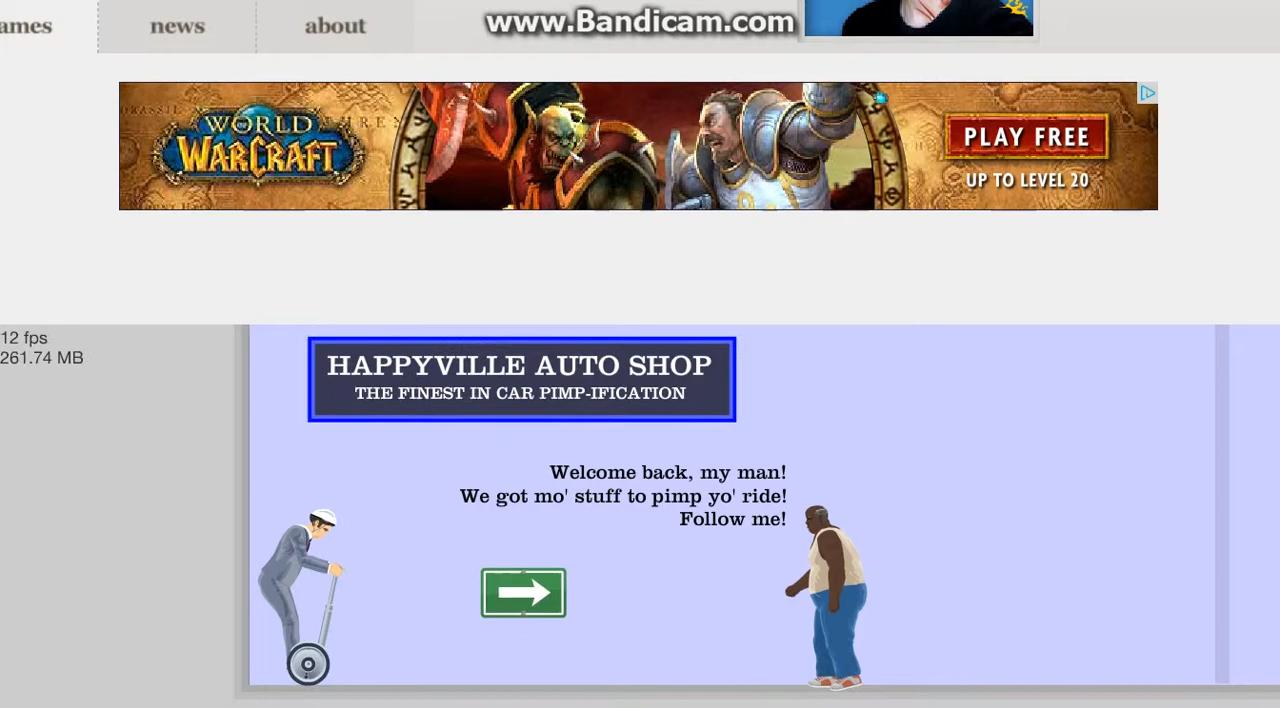 www.Bandicam.com
ames
news
about
WORLD
WARCRAFT
PLAY FREE
UP TO LEVEL 20
12 fps
261.74 MB
HAPPYVILLE AUTO SHOP
THE FINEST IN CAR PIMP-IFICATION
Welcome back, my man!
We got mo' stuff to pimp yo' ride!
Follow me!